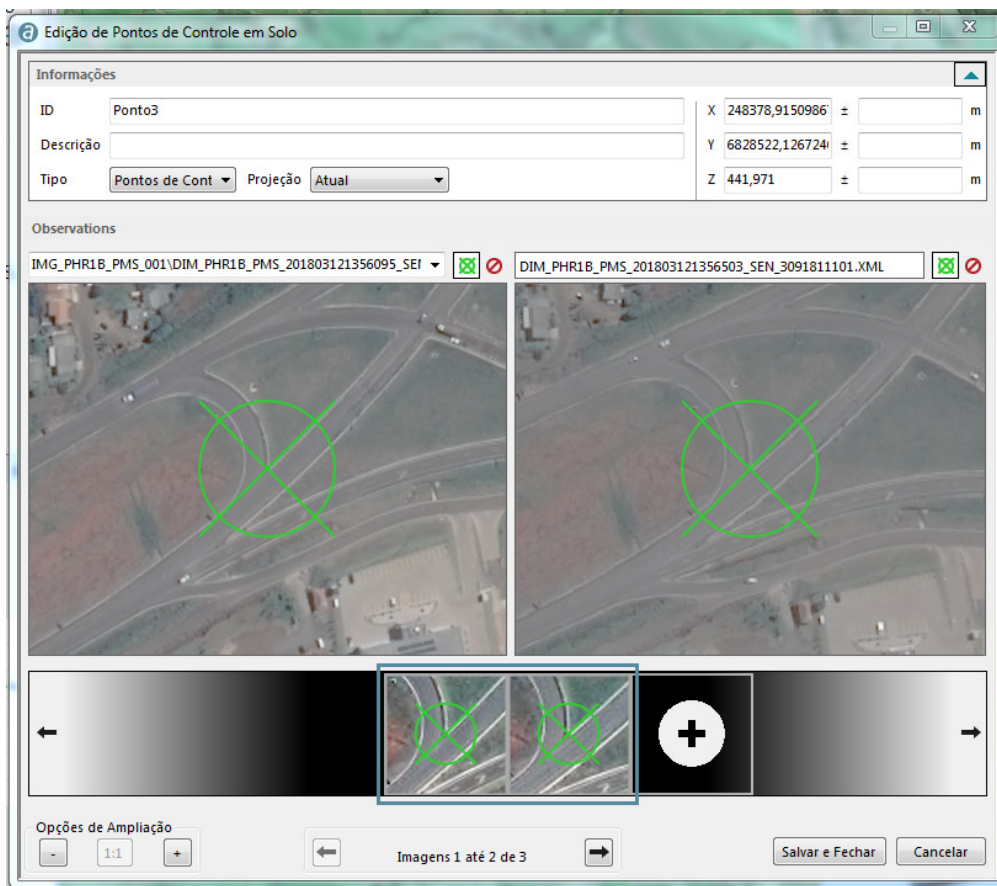 Edição de Pontos de Controle em Solo
Informações
ID Ponto3 X 248378,9150986 ± m
Descrição Y 6828522,126724 ± m
Tipo Pontos de Cont Projeção Atual Z 441,971 ± m
Observations
IMG_PHR1B_PMS_001\DIM_PHR1B_PMS_201803121356095_SEI DIM_PHR1B_PMS_201803121356503_SEN_3091811101.XML
Opções de Ampliação
- 1:1 + Imagens 1 até 2 de 3 Salvar e Fechar Cancelar